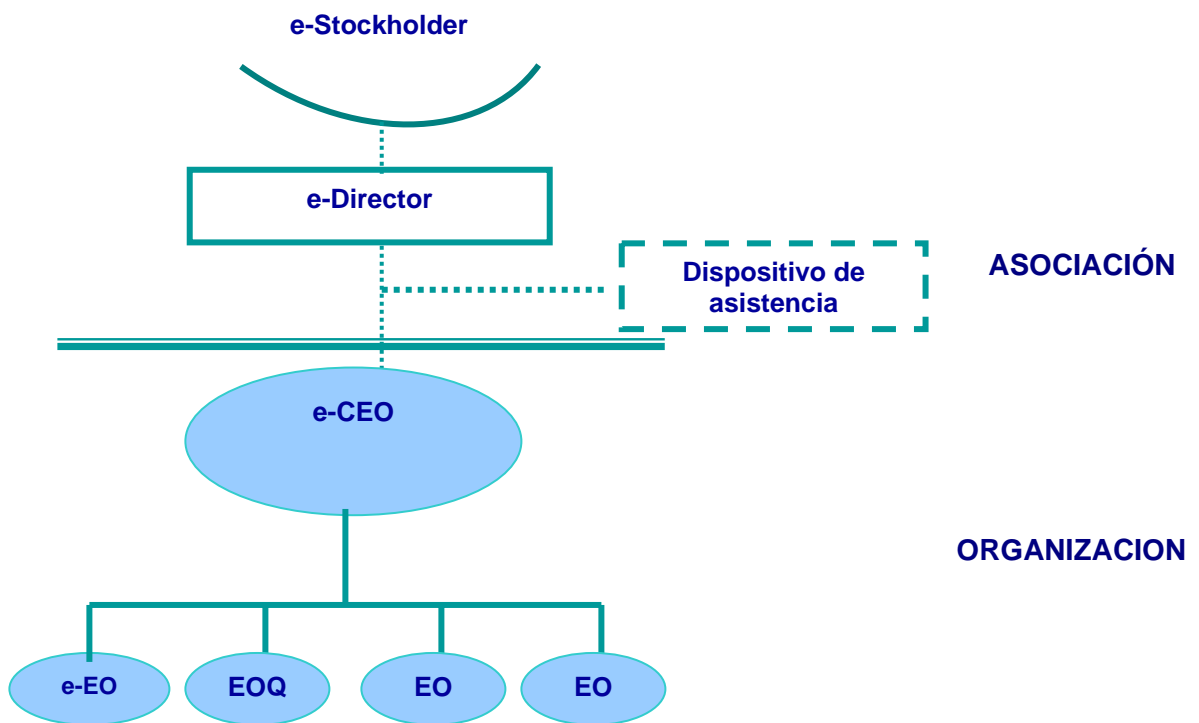 e-Stockholder
e-Director
Dispositivo de
asistencia
ASOCIACIÓN
e-CEO
ORGANIZACION
e-EO
EOQ
EO
EO